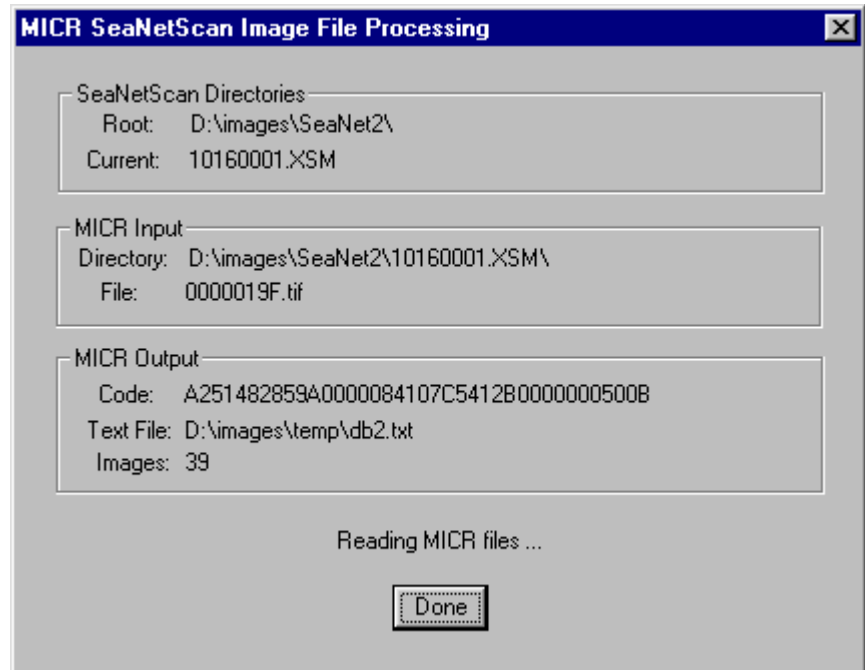 MICR SeaNetScan Image File Processing
SeaNetScan Directories
Root: D:\images\SeaNet2\
Current: 10160001.XSM
MICR Input
Directory: D:\images\SeaNet2\10160001.XSM\
File: 0000019F.tif
MICR Output
Code: A251482859A0000084107C5412B0000000500B
Text File: D:\images\temp\db2.txt
Images: 39
Reading MICR files ...
Done